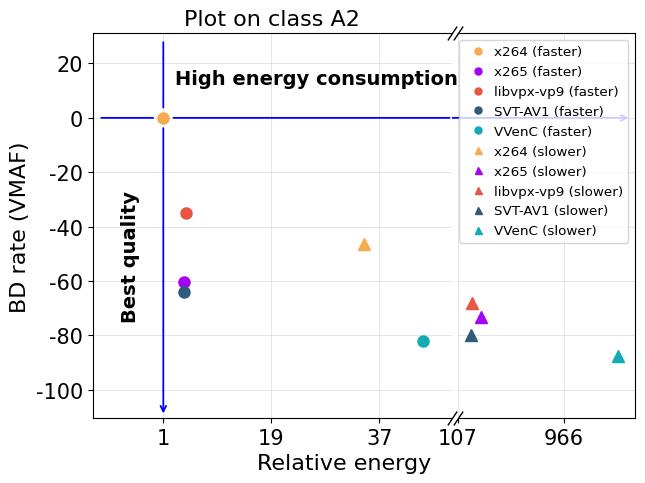 Plot on class A2
BD rate (VMAF)
20
0
-20
-40
-60
-80
-100
High energy consumption
Best quality
x264 (faster)
x265 (faster)
libvpx-vp9 (faster)
SVT-AV1 (faster)
VVenC (faster)
x264 (slower)
x265 (slower)
libvpx-vp9 (slower)
SVT-AV1 (slower)
VVenC (slower)
1 19 37 107 966
Relative energy